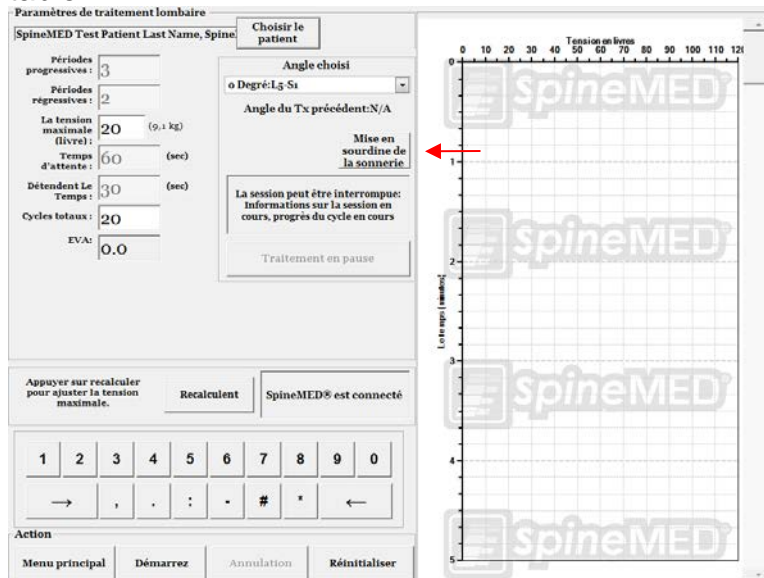 Paramètres de traitement lombaire
SpineMED Test Patient Last Name, Spine
Choisir le
patient
Périodes
progressives : 3
Périodes
régressives : 2
La tension
maximale
(livre) : 20 (9,1 kg)
Temps
d'attente : 60 (sec)
Détendent Le
Temps : 30 (sec)
Cycles totaux : 20
EVA: 0.0
Angle choisi
0 Degré:L5-S1
Angle du Tx précédent:N/A
Mise en
sourdine de
la sonnerie
La session peut être interrompue:
Informations sur la session en
cours, progrès du cycle en cours
Traitement en pause
Appuyer sur recalculer
pour ajuster la tension
maximale.
Recalculent
SpineMED® est connecté
1 2 3 4 5 6 7 8 9 0
→ , . : - # * ←
Action
Menu principal Démarrez Annulation Réinitialiser
Tension en livres
0 10 20 30 40 50 60 70 80 90 100 110 12
0
1
2
3
4
5
Le temps (minutes)
SpineMED®
SpineMED®
SpineMED®
SpineMED®